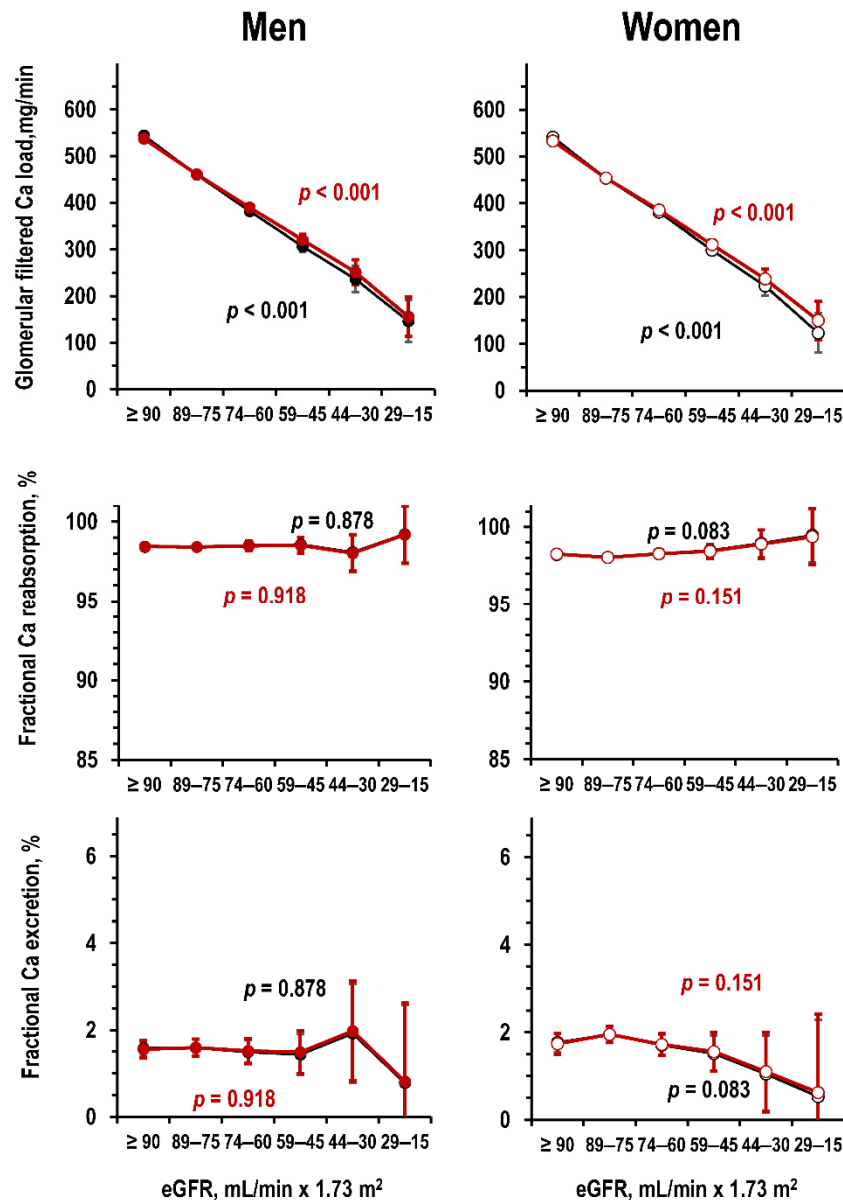 Men Women
Glomerular filtered Ca load,mg/min
600
500
400
300
200
100
0
p < 0.001
p < 0.001
≥ 90 89–75 74–60 59–45 44–30 29–15
600
500
400
300
200
100
0
p < 0.001
p < 0.001
≥ 90 89–75 74–60 59–45 44–30 29–15
Fractional Ca reabsorption, %
100
95
90
85
p = 0.878
p = 0.918
≥ 90 89–75 74–60 59–45 44–30 29–15
100
95
90
85
p = 0.083
p = 0.151
≥ 90 89–75 74–60 59–45 44–30 29–15
Fractional Ca excretion, %
6
4
2
0
p = 0.878
p = 0.918
≥ 90 89–75 74–60 59–45 44–30 29–15
eGFR, mL/min x 1.73 m²
6
4
2
0
p = 0.151
p = 0.083
≥ 90 89–75 74–60 59–45 44–30 29–15
eGFR, mL/min x 1.73 m²